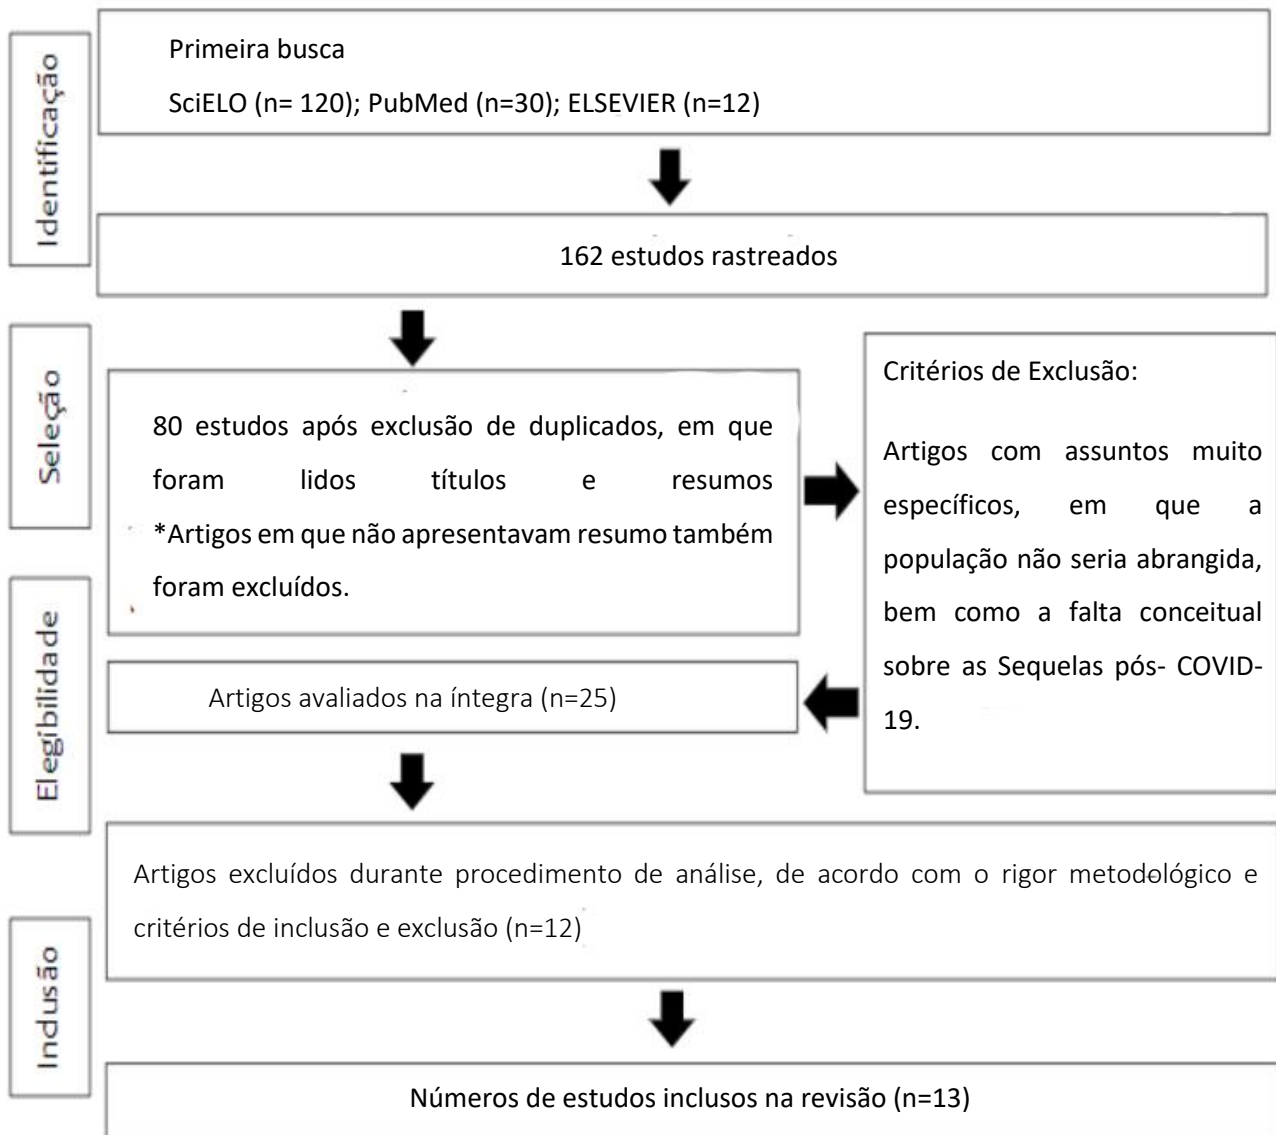 Identificação
Primeira busca
SciELO (n= 120); PubMed (n=30); ELSEVIER (n=12)
162 estudos rastreados
Seleção
80 estudos após exclusão de duplicados, em que
foram lidos títulos e resumos
*Artigos em que não apresentavam resumo também
foram excluídos.
Critérios de Exclusão:
Artigos com assuntos muito
específicos, em que a
população não seria abrangida,
bem como a falta conceitual
sobre as Sequelas pós- COVID-
19.
Elegibilidade
Artigos avaliados na íntegra (n=25)
Artigos excluídos durante procedimento de análise, de acordo com o rigor metodológico e
critérios de inclusão e exclusão (n=12)
Inclusão
Números de estudos inclusos na revisão (n=13)